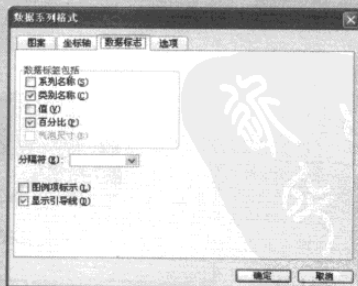 数据系列格式
图案 坐标轴 数据标志 选项
数据标签包括
系列名称(S)
类别名称(C)
值(V)
百分比(P)
气泡尺寸(B)
分隔符(E):
图例项标示(L)
显示引导线(D)
确定 取消